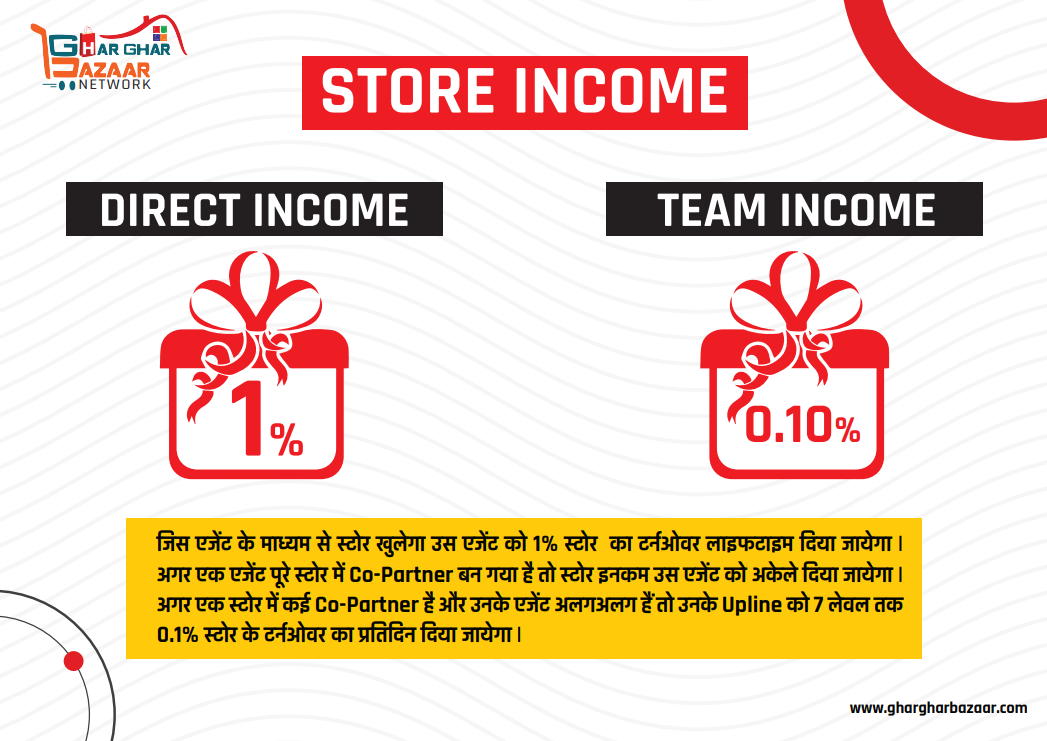 GHAR GHAR
BAZAAR
NETWORK
STORE INCOME
DIRECT INCOME
TEAM INCOME
1%
0.10%
जिस एजेंट के माध्यम से स्टोर खुलेगा उस एजेंट को 1% स्टोर का टर्नओवर लाइफटाइम दिया जायेगा।
अगर एक एजेंट पूरे स्टोर में Co-Partner बन गया है तो स्टोर इनकम उस एजेंट को अकेले दिया जायेगा।
अगर एक स्टोर में कई Co-Partner है और उनके एजेंट अलगअलग हैं तो उनके Upline को 7 लेवल तक
0.1% स्टोर के टर्नओवर का प्रतिदिन दिया जायेगा।
www.ghargharbazaar.com